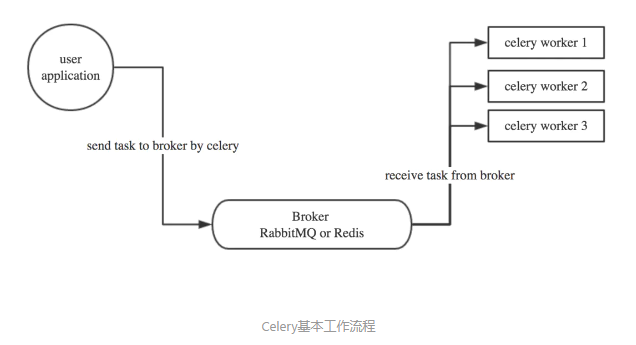 user
application
send task to broker by celery
Broker
RabbitMQ or Redis
receive task from broker
celery worker 1
celery worker 2
celery worker 3
Celery基本工作流程